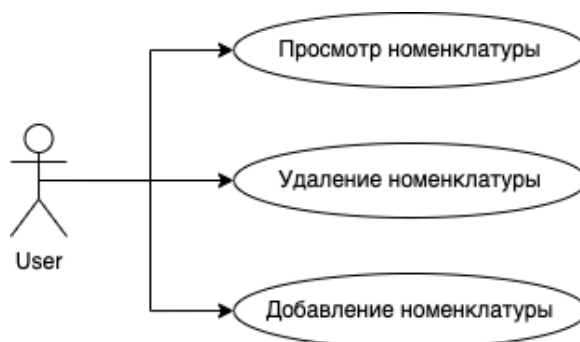 Просмотр номенклатуры
Удаление номенклатуры
User
Добавление номенклатуры